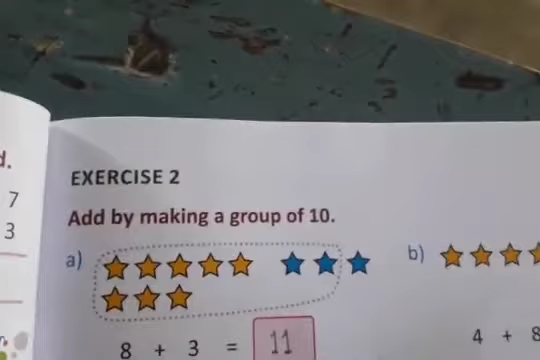 d.
7
3
EXERCISE 2
Add by making a group of 10.
a)
b)
8 + 3 = 11
4 + 8